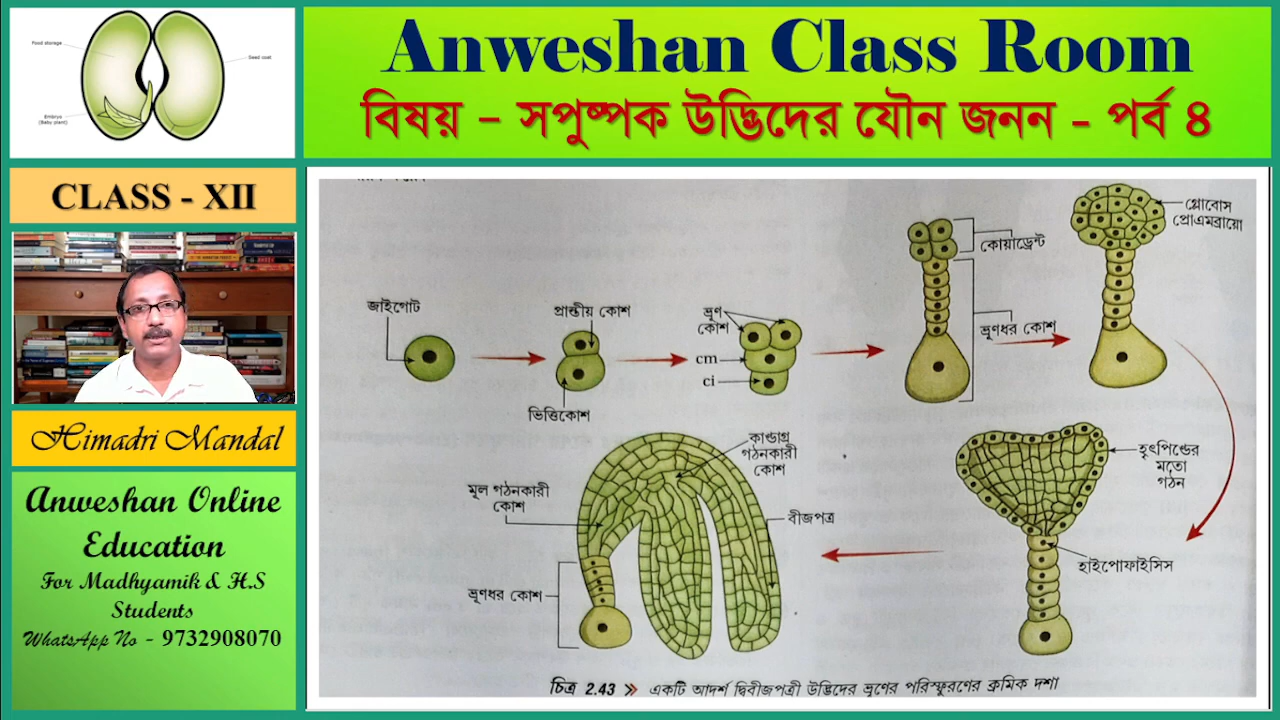 Food storage
Seed coat
Embryo
(Baby plant)
Anweshan Class Room
বিষয় – সপুষ্পক উদ্ভিদের যৌন জনন - পর্ব ৪
CLASS - XII
Himadri Mandal
Anweshan Online
Education
For Madhyamik & H.S
Students
WhatsApp No - 9732908070
জাইগোট
প্রান্তীয় কোশ
ভিত্তিকোশ
ভ্রূণ
কোশ
cm
ci
কোয়াড্রেন্ট
ভ্রূণধর কোশ
গ্লোবোস
প্রোএমব্রায়ো
হৃৎপিণ্ডের
মতো
গঠন
হাইপোফাইসিস
কাণ্ডাগ্র
গঠনকারী
কোশ
মূল গঠনকারী
কোশ
বীজপত্র
ভ্রূণধর কোশ
চিত্র 2.43 >> একটি আদর্শ দ্বিবীজপত্রী উদ্ভিদের ভ্রূণের পরিস্ফুরণের ক্রমিক দশা